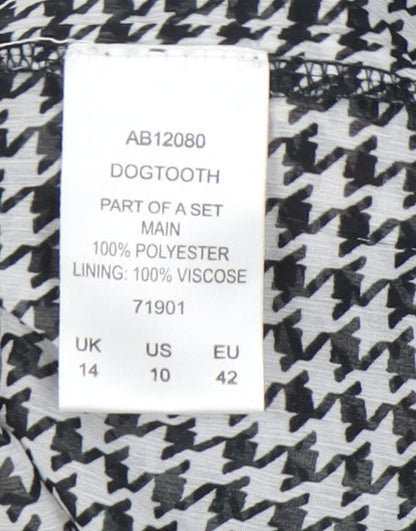 AB12080
DOGTOOTH
PART OF A SET
MAIN
100% POLYESTER
LINING: 100% VISCOSE
71901
UK US EU
14 10 42